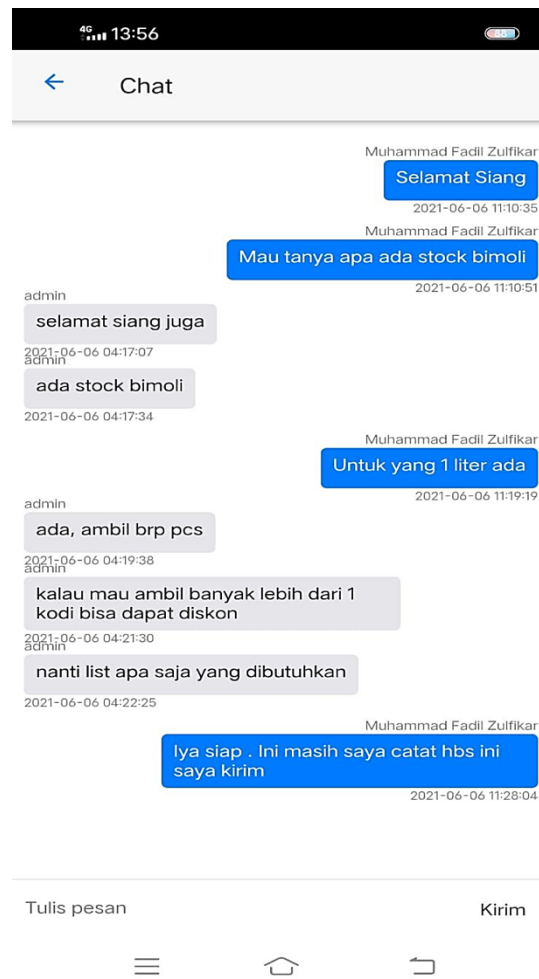 4G 13:56
88
Chat
Muhammad Fadil Zulfikar
Selamat Siang
2021-06-06 11:10:35
Muhammad Fadil Zulfikar
Mau tanya apa ada stock bimoli
2021-06-06 11:10:51
admin
selamat siang juga
2021-06-06 04:17:07
admin
ada stock bimoli
2021-06-06 04:17:34
Muhammad Fadil Zulfikar
Untuk yang 1 liter ada
2021-06-06 11:19:19
admin
ada, ambil brp pcs
2021-06-06 04:19:38
admin
kalau mau ambil banyak lebih dari 1
kodi bisa dapat diskon
2021-06-06 04:21:30
admin
nanti list apa saja yang dibutuhkan
2021-06-06 04:22:25
Muhammad Fadil Zulfikar
Iya siap . Ini masih saya catat hbs ini
saya kirim
2021-06-06 11:28:04
Tulis pesan
Kirim